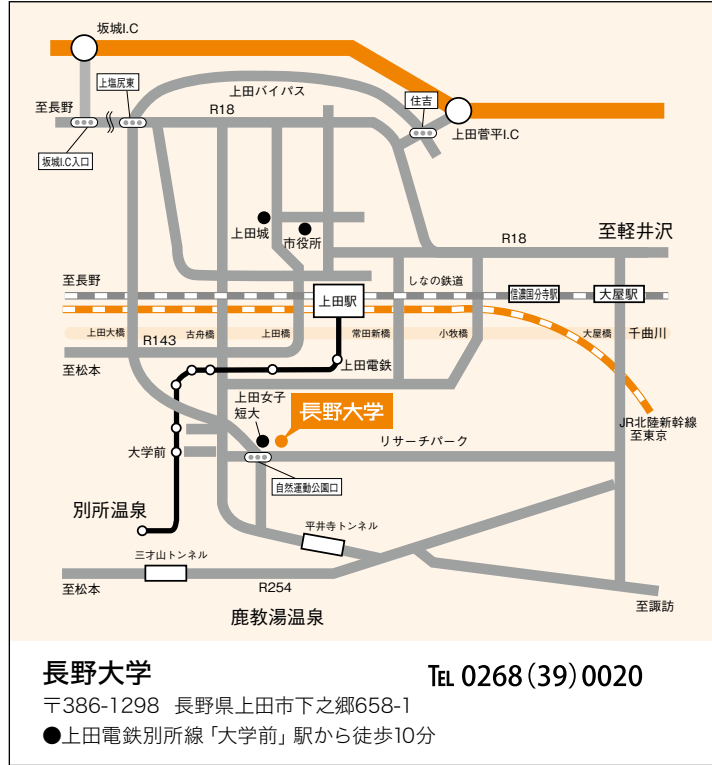 坂城I.C
上塩尻東
上田バイパス
至長野
R18
住吉
坂城I.C入口
上田菅平I.C
上田城
市役所
R18
至軽井沢
至長野
しなの鉄道
上田駅
信濃国分寺駅
大屋駅
上田大橋
古舟橋
上田橋
常田新橋
小牧橋
大屋橋
千曲川
R143
至松本
上田電鉄
上田女子
短大
長野大学
JR北陸新幹線
至東京
大学前
リサーチパーク
自然運動公園口
別所温泉
平井寺トンネル
三才山トンネル
至松本
R254
至諏訪
鹿教湯温泉
長野大学 TEL 0268(39)0020
〒386-1298 長野県上田市下之郷658-1
●上田電鉄別所線「大学前」駅から徒歩10分